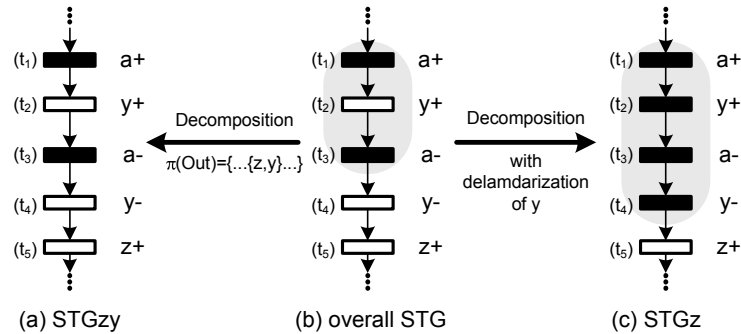 (t1) a+ (t1) a+ (t1) a+
(t2) y+ (t2) y+ (t2) y+
Decomposition Decomposition
(t3) a- (t3) a- (t3) a-
π(Out)={...{z,y}...} with
delamdarization
of y
(t4) y- (t4) y- (t4) y-
(t5) z+ (t5) z+ (t5) z+
(a) STGzy (b) overall STG (c) STGz